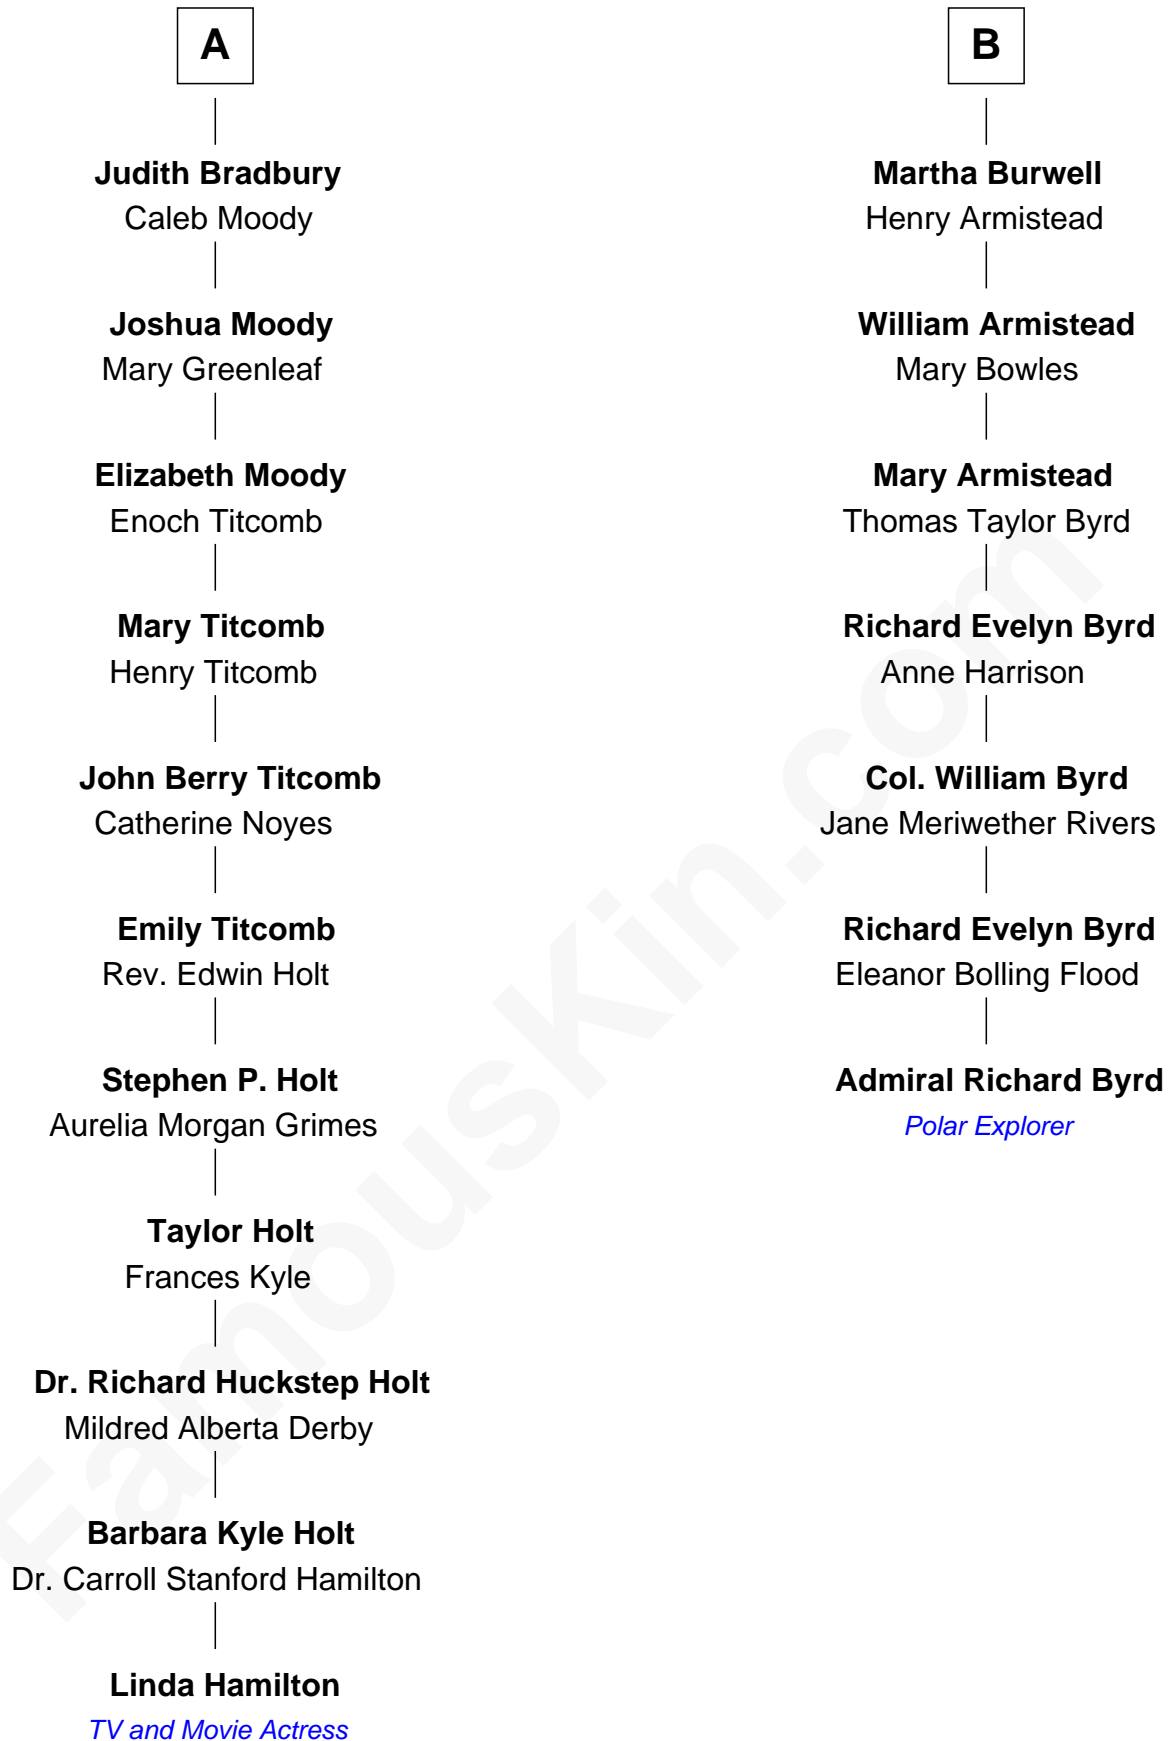 A
Judith Bradbury
Caleb Moody
Joshua Moody
Mary Greenleaf
Elizabeth Moody
Enoch Titcomb
Mary Titcomb
Henry Titcomb
John Berry Titcomb
Catherine Noyes
Emily Titcomb
Rev. Edwin Holt
Stephen P. Holt
Aurelia Morgan Grimes
Taylor Holt
Frances Kyle
Dr. Richard Huckstep Holt
Mildred Alberta Derby
Barbara Kyle Holt
Dr. Carroll Stanford Hamilton
Linda Hamilton
TV and Movie Actress
B
Martha Burwell
Henry Armistead
William Armistead
Mary Bowles
Mary Armistead
Thomas Taylor Byrd
Richard Evelyn Byrd
Anne Harrison
Col. William Byrd
Jane Meriwether Rivers
Richard Evelyn Byrd
Eleanor Bolling Flood
Admiral Richard Byrd
Polar Explorer
FamousKin.com